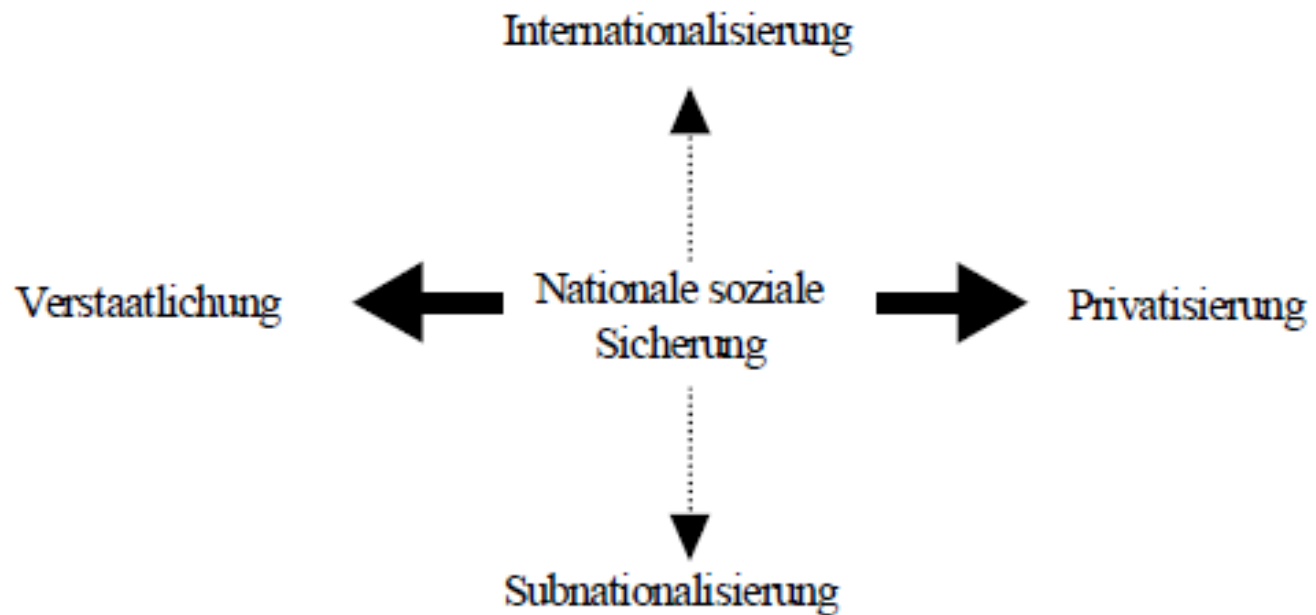 Internationalisierung
Verstaatlichung
Nationale soziale
Sicherung
Privatisierung
Subnationalisierung